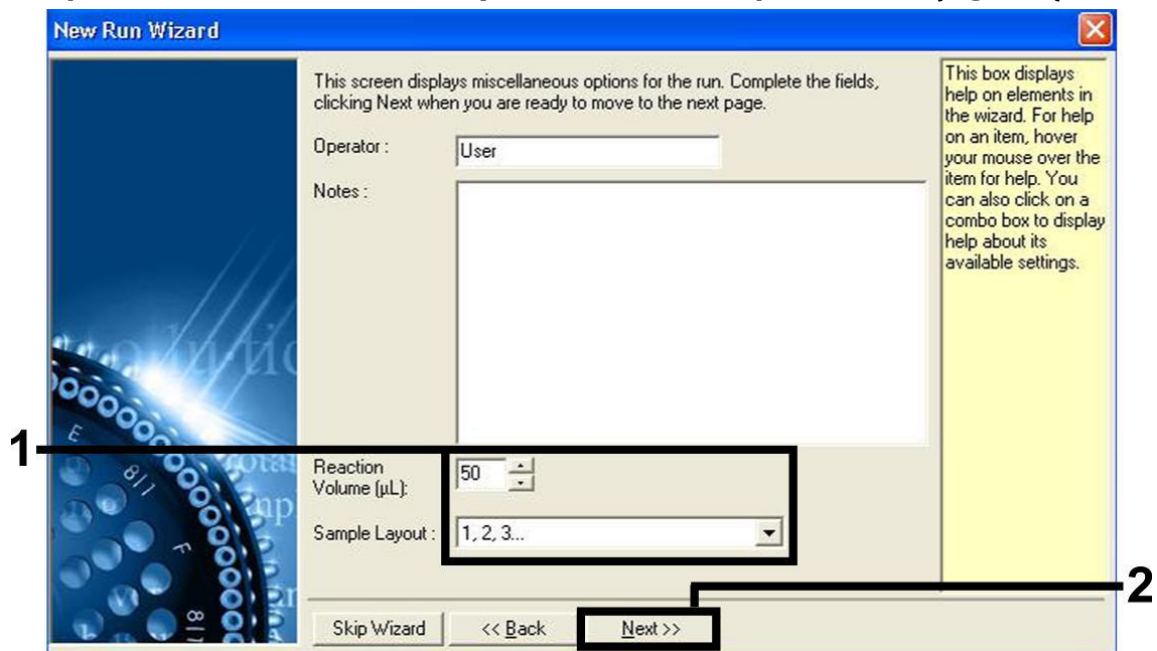 New Run Wizard
This screen displays miscellaneous options for the run. Complete the fields,
clicking Next when you are ready to move to the next page.
Operator :
User
Notes :
This box displays
help on elements in
the wizard. For help
on an item, hover
your mouse over the
item for help. You
can also click on a
combo box to display
help about its
available settings.
1
Reaction
Volume (µL):
50
Sample Layout :
1, 2, 3...
2
Skip Wizard
<< Back
Next >>